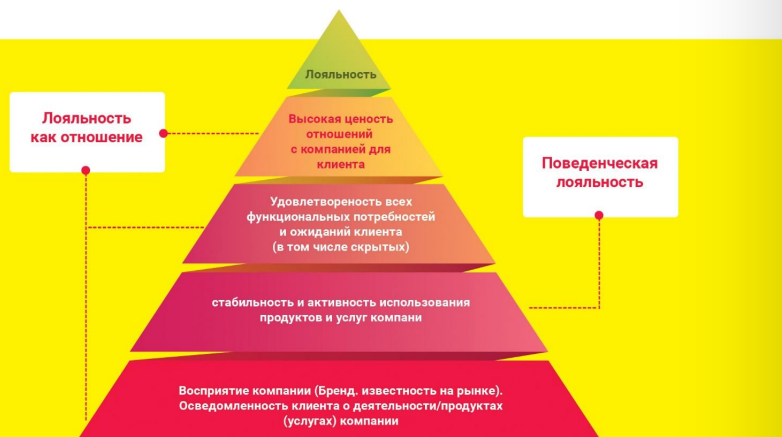 Лояльность
Лояльность
как отношение
Высокая ценость
отношений
с компанией для
клиента
Поведенческая
лояльность
Удовлетвореность всех
функциональных потребностей
и ожиданий клиента
(в том числе скрытых)
стабильность и активность использования
продуктов и услуг компани
Восприятие компании (Бренд. известность на рынке).
Осведомленность клиента о деятельности/продуктах
(услугах) компании